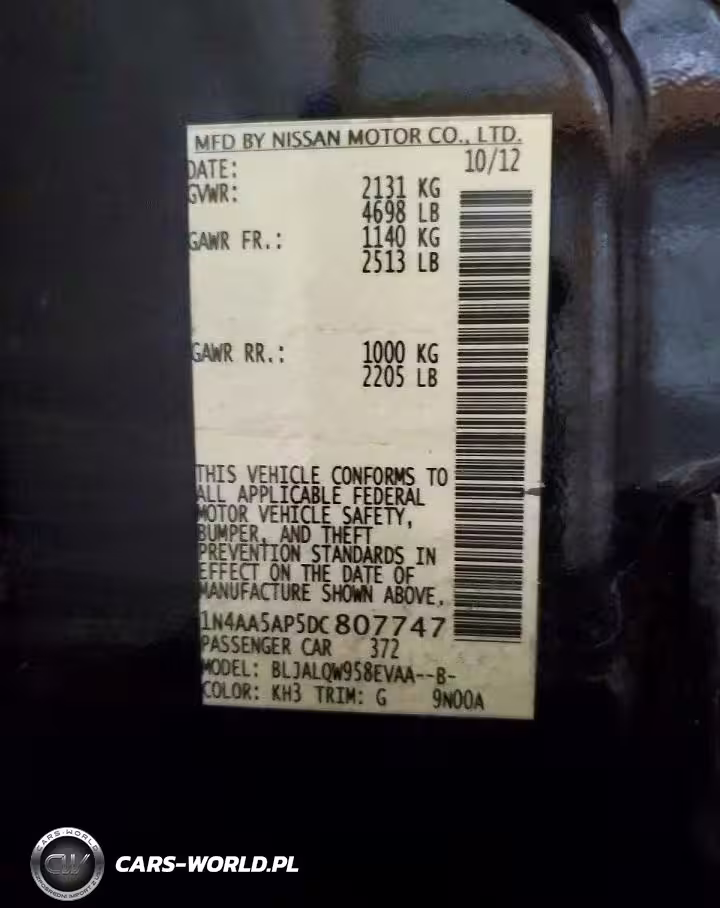 MFD BY NISSAN MOTOR CO., LTD.
DATE: 10/12
GVWR: 2131 KG
4698 LB
GAWR FR.: 1140 KG
2513 LB
GAWR RR.: 1000 KG
2205 LB
THIS VEHICLE CONFORMS TO
ALL APPLICABLE FEDERAL
MOTOR VEHICLE SAFETY,
BUMPER, AND THEFT
PREVENTION STANDARDS IN
EFFECT ON THE DATE OF
MANUFACTURE SHOWN ABOVE.
1N4AA5AP5DC807747
PASSENGER CAR 372
MODEL: BLJALQW958EVAA--B-
COLOR: KH3 TRIM: G 9N00A
CARS-WORLD
CW
CARS-WORLD.PL